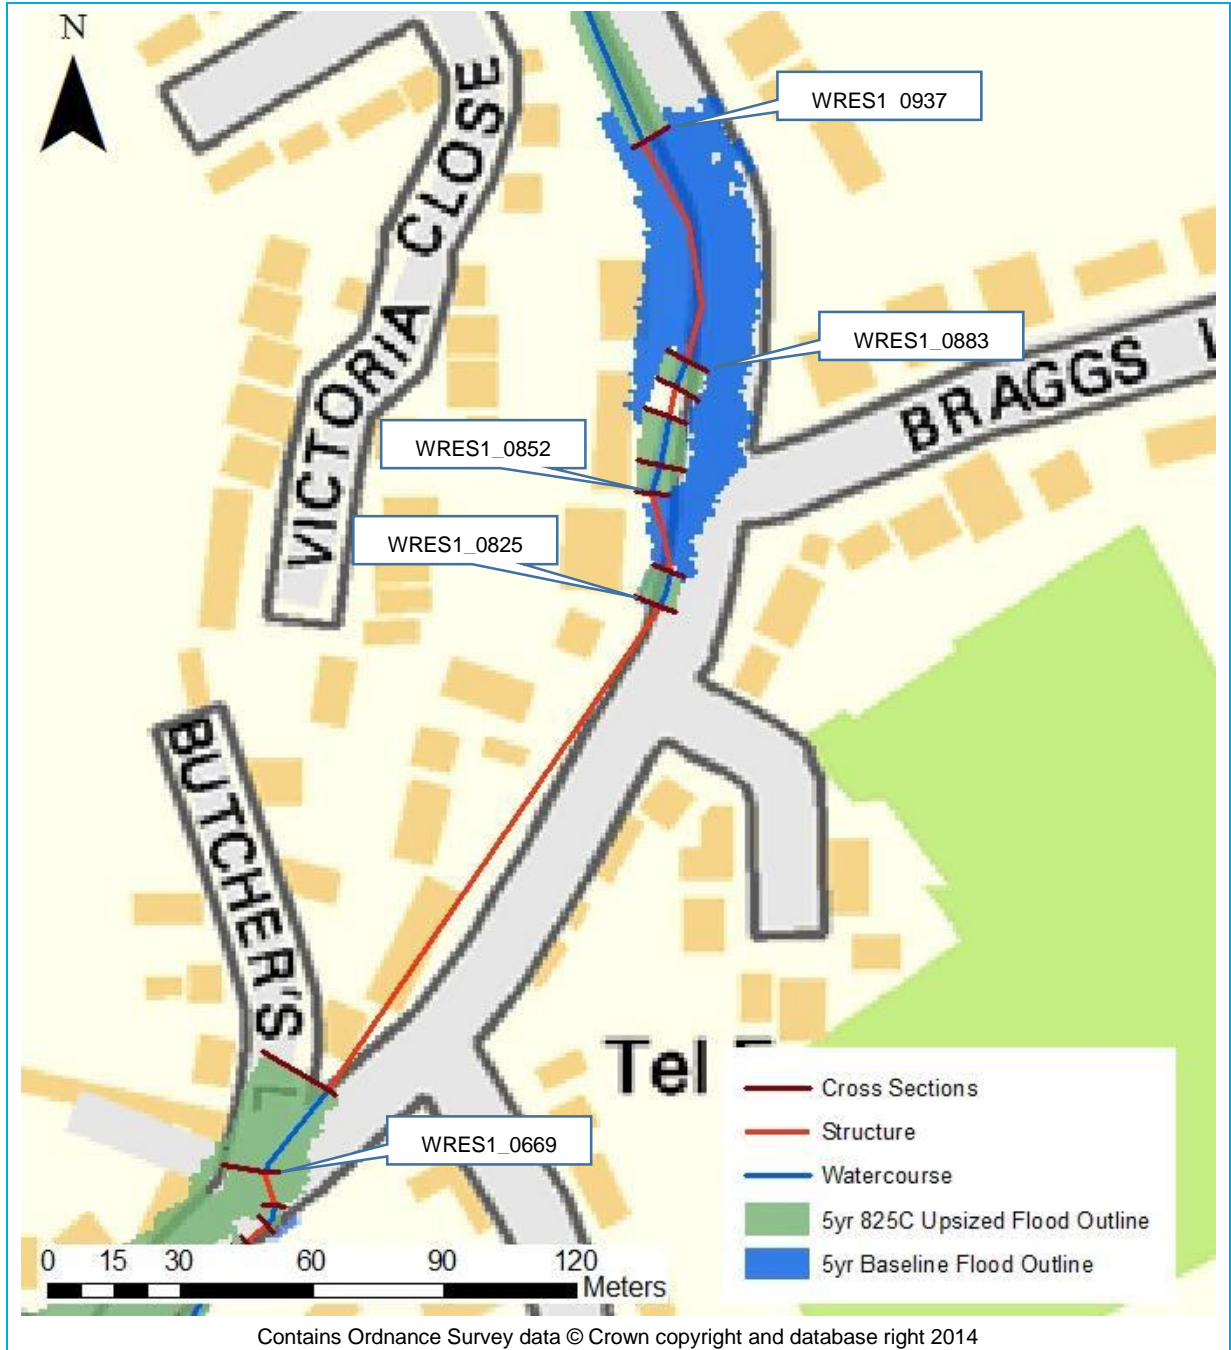 N
WRES1_0937
VICTORIA CLOSE
WRES1_0883
BRAGGS
WRES1_0852
WRES1_0825
BUTCHER'S
Tel
WRES1_0669
Cross Sections
Structure
Watercourse
5yr 825C Upsized Flood Outline
5yr Baseline Flood Outline
0 15 30 60 90 120
Meters
Contains Ordnance Survey data © Crown copyright and database right 2014